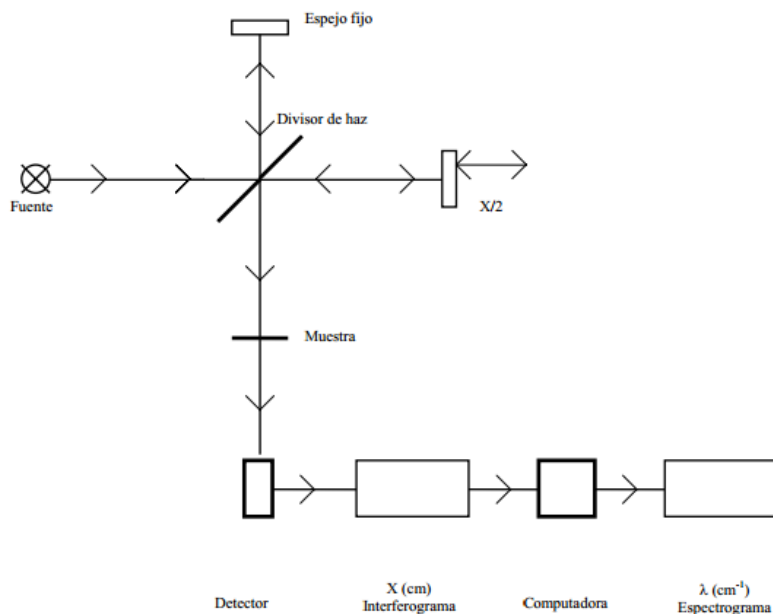 Espejo fijo
Divisor de haz
Fuente
X/2
Muestra
Detector
X (cm)
Interferograma
Computadora
λ (cm⁻¹)
Espectrograma